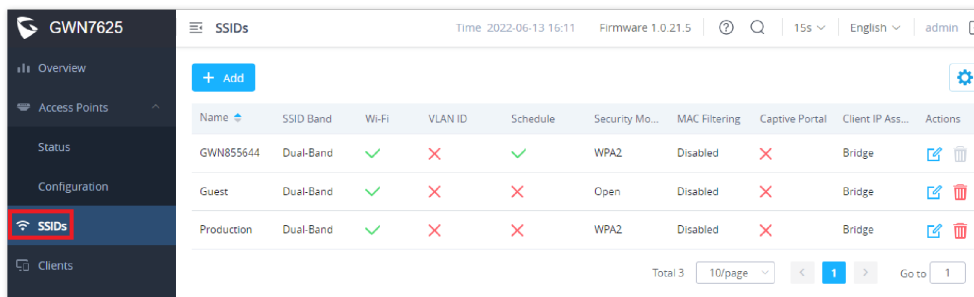 GWN7625
SSIDs
Time 2022-06-13 16:11
Firmware 1.0.21.5
15s
English
admin
Overview
Access Points
Status
Configuration
SSIDs
Clients
+ Add
Name SSID Band Wi-Fi VLAN ID Schedule Security Mo... MAC Filtering Captive Portal Client IP Ass... Actions
GWN855644 Dual-Band WPA2 Disabled Bridge
Guest Dual-Band Open Disabled Bridge
Production Dual-Band WPA2 Disabled Bridge
Total 3 10/page < 1 > Go to 1